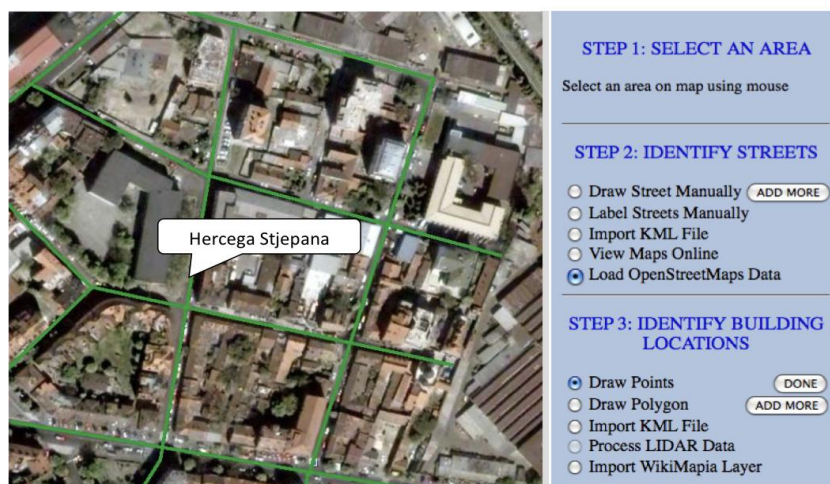 Hercega Stjepana
STEP 1: SELECT AN AREA
Select an area on map using mouse
STEP 2: IDENTIFY STREETS
Draw Street Manually ADD MORE
Label Streets Manually
Import KML File
View Maps Online
Load OpenStreetMaps Data
STEP 3: IDENTIFY BUILDING
LOCATIONS
Draw Points DONE
Draw Polygon ADD MORE
Import KML File
Process LIDAR Data
Import WikiMapia Layer